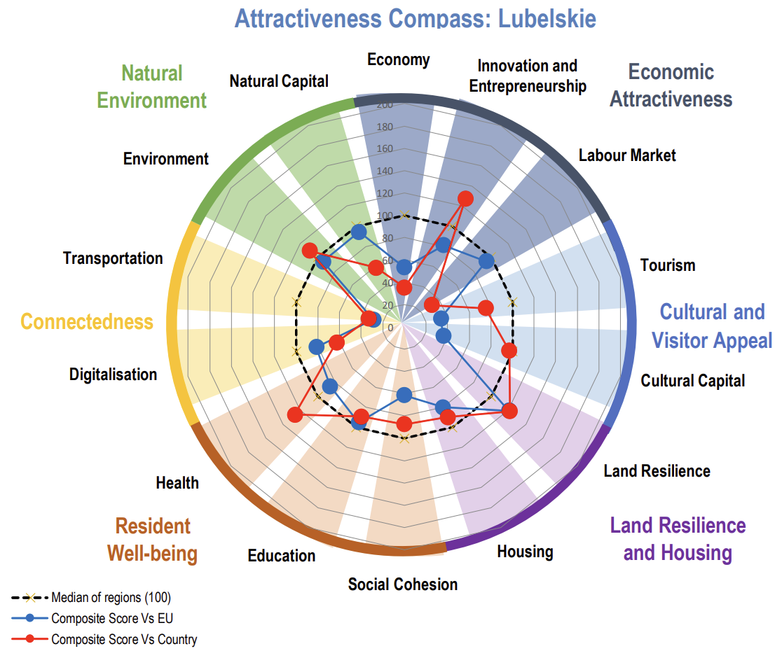 Attractiveness Compass: Lubelskie
Economy
Innovation and
Entrepreneurship
Economic
Attractiveness
Labour Market
Tourism
Cultural and
Visitor Appeal
Cultural Capital
Land Resilience
Land Resilience
and Housing
Housing
Social Cohesion
Education
Resident
Well-being
Health
Digitalisation
Connectedness
Transportation
Environment
Natural
Environment
Natural Capital
200
180
160
140
120
100
80
60
40
20
0
Median of regions (100)
Composite Score Vs EU
Composite Score Vs Country